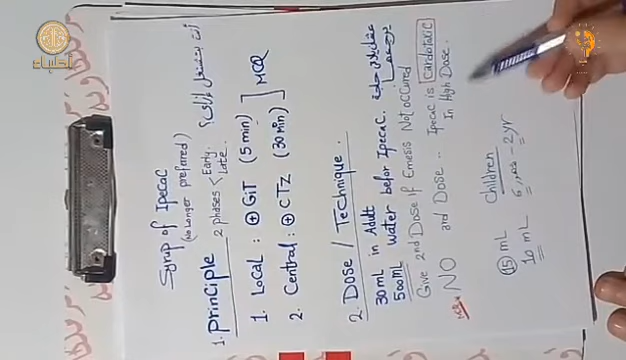 Syrup of Ipecac
(No longer preferred)
1. Principle
2 phases < Early.
Late.
1. Local : ⊕ GIT (5 min)
2. Central : ⊕ CTZ (30 min) ] MCQ
2. Dose / Technique.
30 mL in Adult
500 mL water befor Ipecac.
Give 2nd Dose If Emesis Not occurred
NO 3rd Dose .. Ipecac is Cardiotoxic
In High Dose.
Children
15 mL
10 mL 6 mos - 2 yr
أطباء